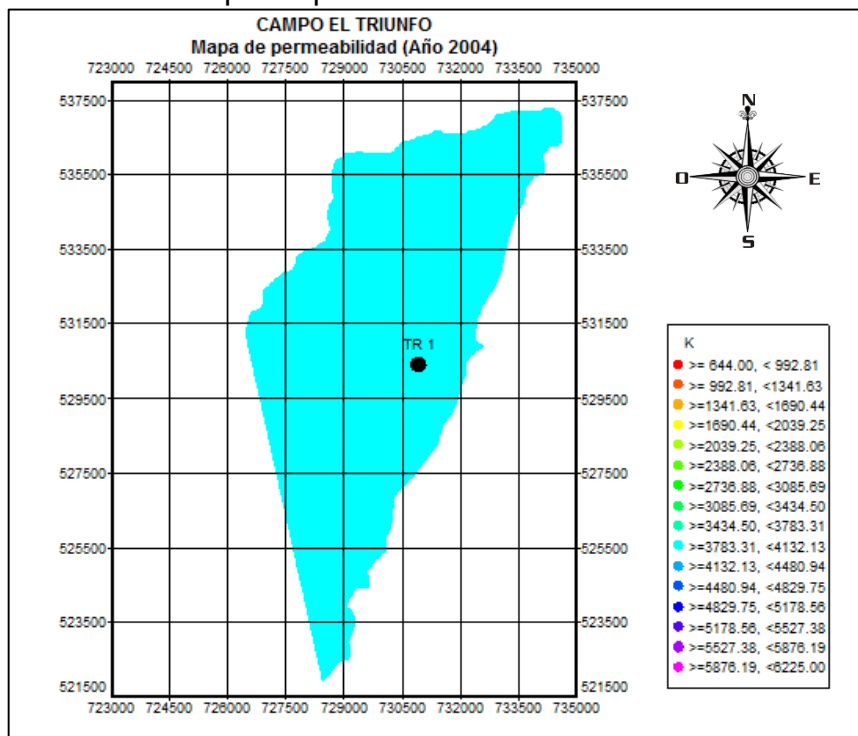 CAMPO EL TRIUNFO
Mapa de permeabilidad (Año 2004)
723000 724500 726000 727500 729000 730500 732000 733500 735000
537500 537500
535500 535500
533500 533500
531500 531500
TR 1
529500 529500
527500 527500
525500 525500
523500 523500
521500 521500
723000 724500 726000 727500 729000 730500 732000 733500 735000
N
O E
S
K
>= 644.00, < 992.81
>= 992.81, <1341.63
>=1341.63, <1690.44
>=1690.44, <2039.25
>=2039.25, <2388.06
>=2388.06, <2736.88
>=2736.88, <3085.69
>=3085.69, <3434.50
>=3434.50, <3783.31
>=3783.31, <4132.13
>=4132.13, <4480.94
>=4480.94, <4829.75
>=4829.75, <5178.56
>=5178.56, <5527.38
>=5527.38, <5876.19
>=5876.19, <6225.00